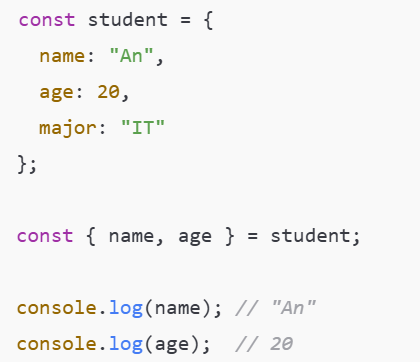 const student = {
  name: "An",
  age: 20,
  major: "IT"
};

const { name, age } = student;

console.log(name); // "An"
console.log(age);  // 20